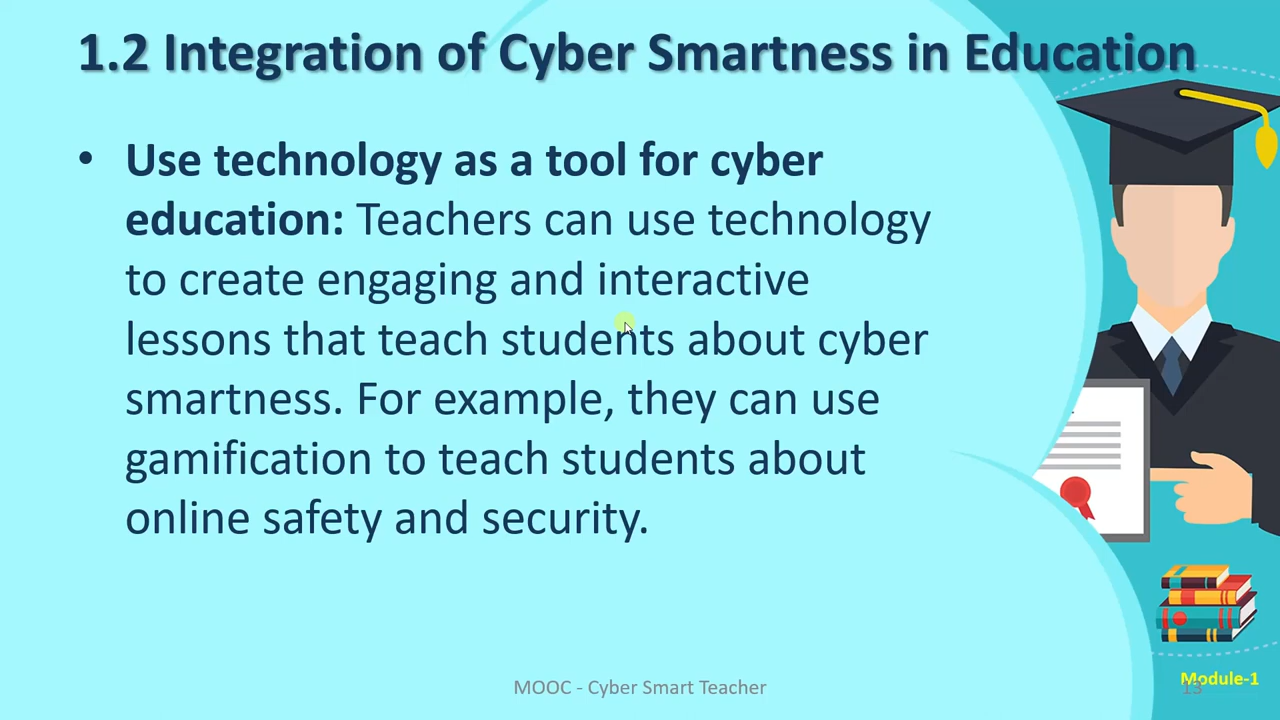 1.2 Integration of Cyber Smartness in Education
• Use technology as a tool for cyber
education: Teachers can use technology
to create engaging and interactive
lessons that teach students about cyber
smartness. For example, they can use
gamification to teach students about
online safety and security.
MOOC - Cyber Smart Teacher
Module-1
13